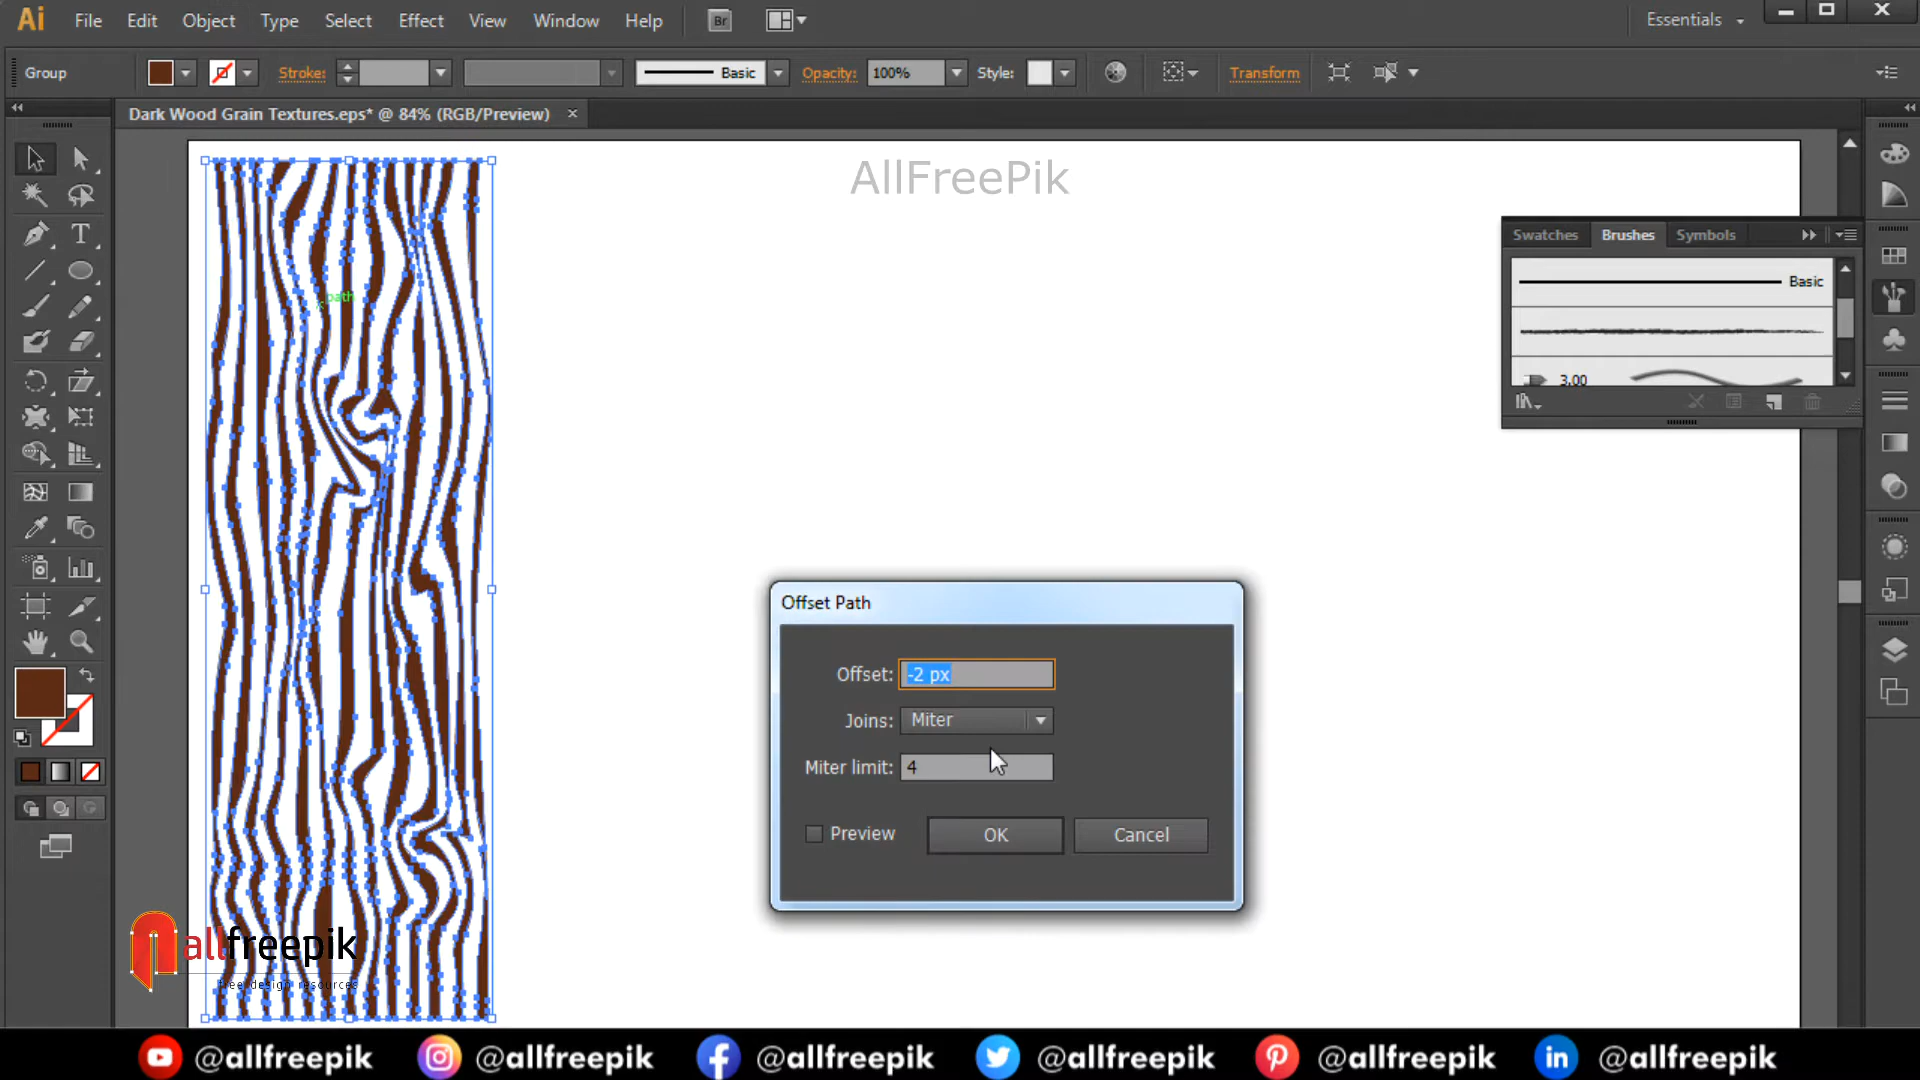 Ai File Edit Object Type Select Effect View Window Help Br Essentials
Group Stroke: Basic Opacity: 100% Style: Transform
Dark Wood Grain Textures.eps* @ 84% (RGB/Preview)
AllFreePik
Swatches Brushes Symbols
Basic
3.00
path
T
Offset Path
Offset: -2 px
Joins: Miter
Miter limit: 4
Preview OK Cancel
allfreepik
free design resources
@allfreepik @allfreepik @allfreepik @allfreepik @allfreepik @allfreepik